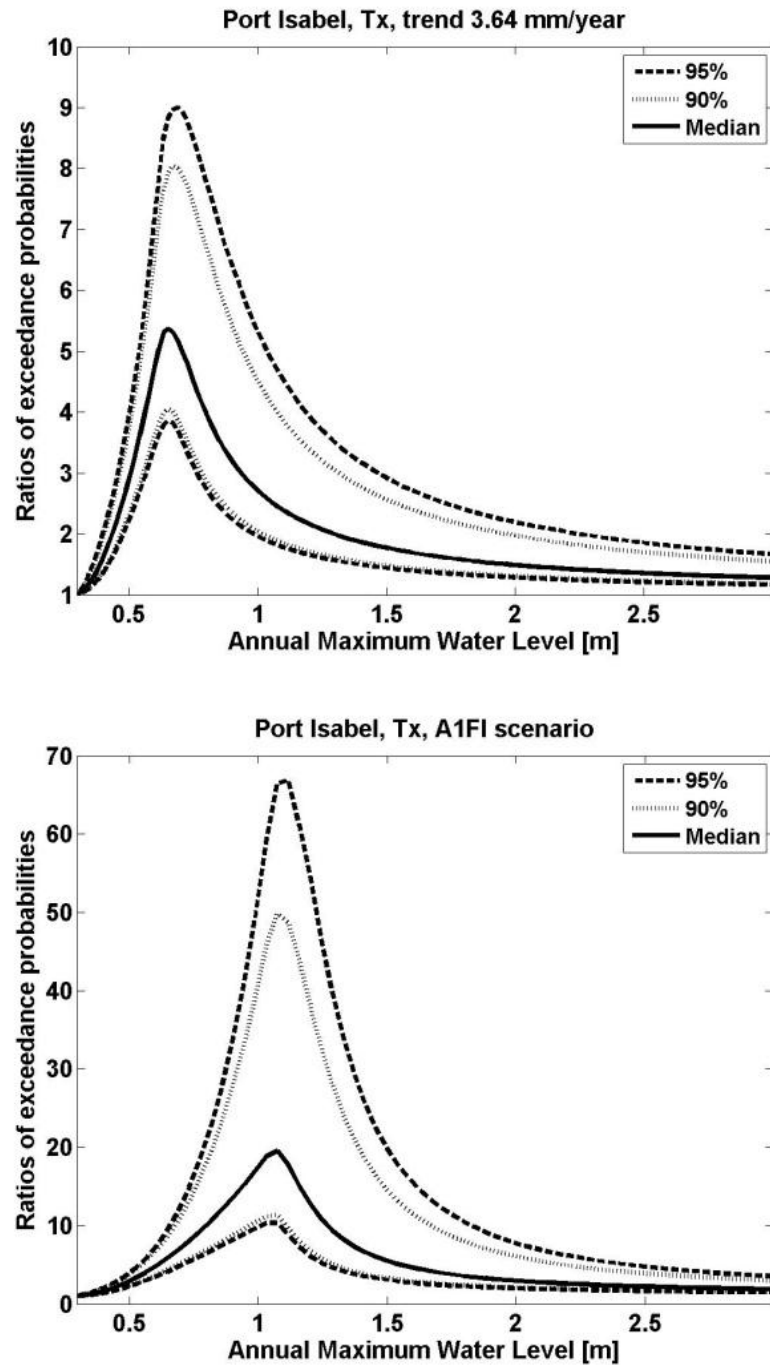 Port Isabel, Tx, trend 3.64 mm/year
10
9
8
7
6
5
4
3
2
1
Ratios of exceedance probabilities
95%
90%
Median
0.5 1 1.5 2 2.5
Annual Maximum Water Level [m]
Port Isabel, Tx, A1FI scenario
70
60
50
40
30
20
10
0
Ratios of exceedance probabilities
95%
90%
Median
0.5 1 1.5 2 2.5
Annual Maximum Water Level [m]